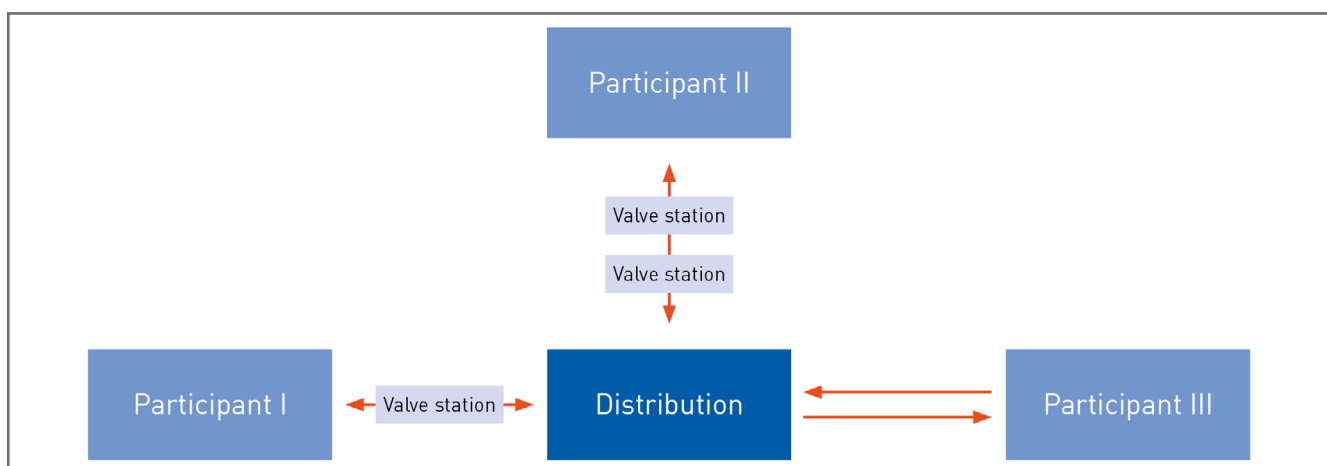 Participant II
Valve station
Valve station
Participant I
Valve station
Distribution
Participant III